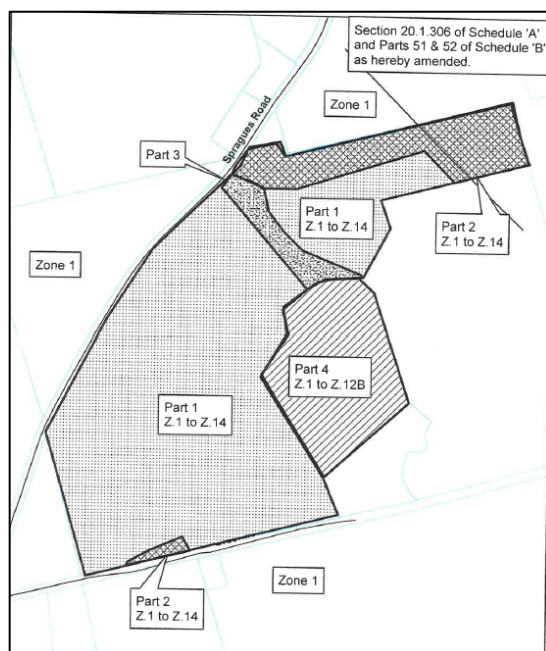 Section 20.1.306 of Schedule 'A'
and Parts 51 & 52 of Schedule 'B'
as hereby amended.
Zone 1
Spragues Road
Part 3
Part 1
Z.1 to Z.14
Part 2
Z.1 to Z.14
Zone 1
Part 4
Z.1 to Z.12B
Part 1
Z.1 to Z.14
Zone 1
Part 2
Z.1 to Z.14